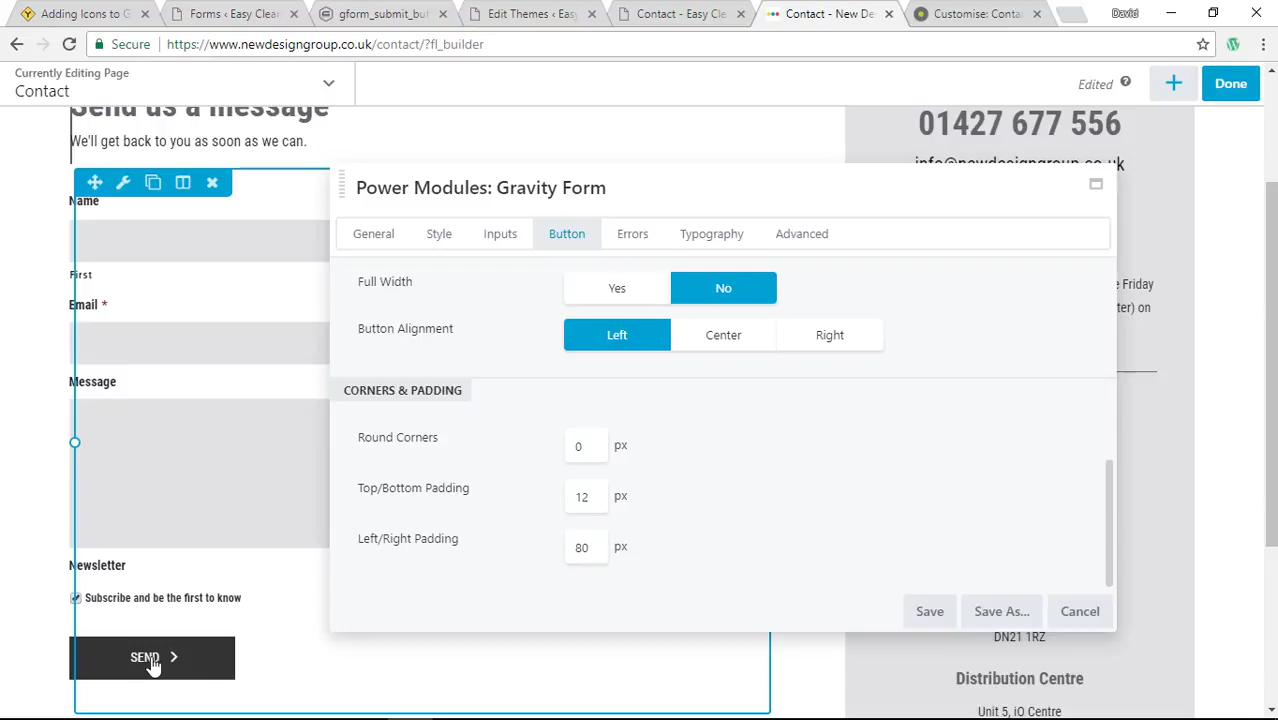 Adding Icons to G
Forms ‹ Easy Clea
gform_submit_bu
Edit Themes ‹ Eas
Contact - Easy Cle
Contact - New De
Customise: Conta
David
Secure
https://www.newdesigngroup.co.uk/contact/?fl_builder
Currently Editing Page
Contact
Edited
Done
Send us a message
We'll get back to you as soon as we can.
01427 677 556
info@newdesigngroup.co.uk
Power Modules: Gravity Form
General
Style
Inputs
Button
Errors
Typography
Advanced
Name
First
Email *
Message
Newsletter
Subscribe and be the first to know
SEND
Full Width
Yes
No
Button Alignment
Left
Center
Right
CORNERS & PADDING
Round Corners
0 px
Top/Bottom Padding
12 px
Left/Right Padding
80 px
Save
Save As...
Cancel
e Friday
ter) on
DN21 1RZ
Distribution Centre
Unit 5, iO Centre